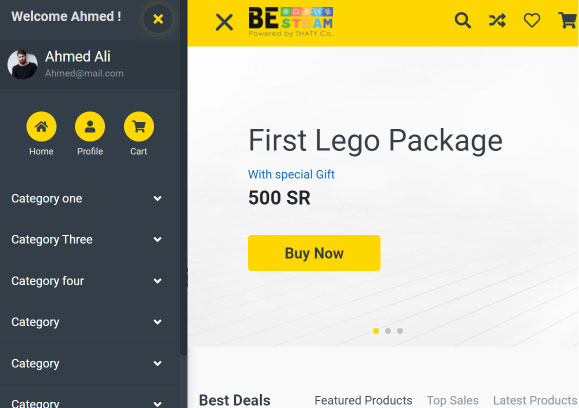 Welcome Ahmed !
Ahmed Ali
Ahmed@mail.com
Home
Profile
Cart
Category one
Category Three
Category four
Category
Category
Category
BE
STEAM
Powered by THATY Co.
First Lego Package
With special Gift
500 SR
Buy Now
Best Deals
Featured Products
Top Sales
Latest Products